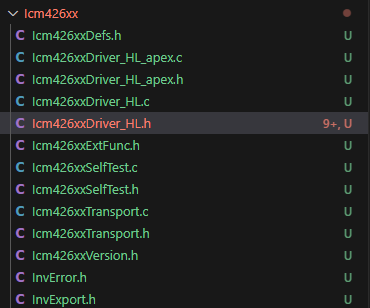 Icm426xx
C Icm426xxDefs.h U
C Icm426xxDriver_HL_apex.c U
C Icm426xxDriver_HL_apex.h U
C Icm426xxDriver_HL.c U
C Icm426xxDriver_HL.h 9+, U
C Icm426xxExtFunc.h U
C Icm426xxSelfTest.c U
C Icm426xxSelfTest.h U
C Icm426xxTransport.c U
C Icm426xxTransport.h U
C Icm426xxVersion.h U
C InvError.h U
C InvExport.h U